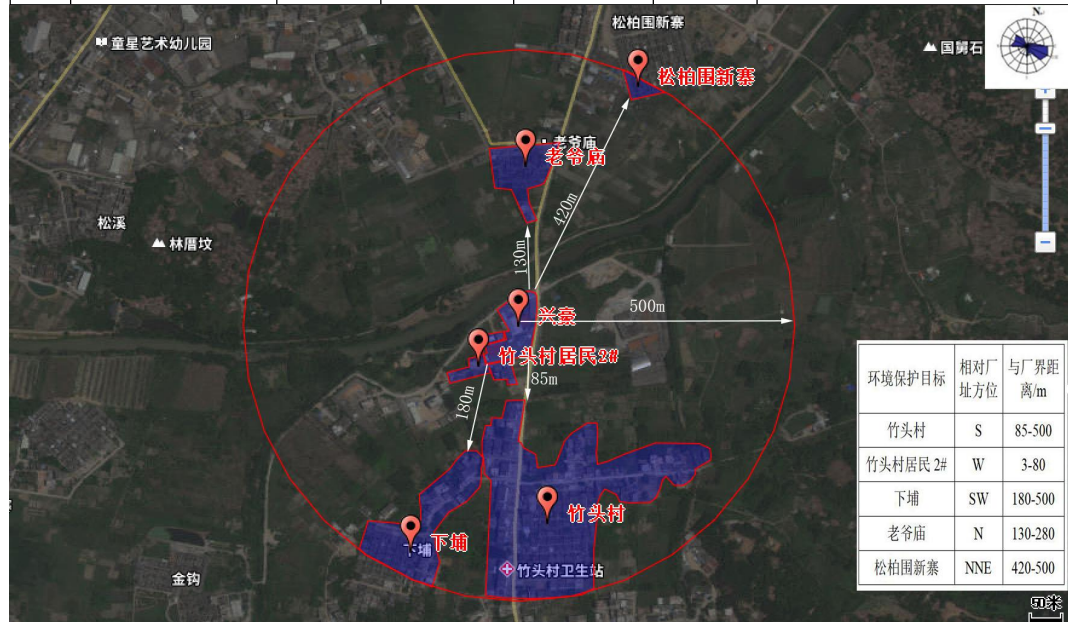 松柏围新寨
N
童星艺术幼儿园
国舅石
松柏围新寨
老爷庙
老爷庙
420m
松溪
林厝坟
130m
500m
兴豪
竹头村居民2#
85m
180m
环境保护目标 相对厂址方位 与厂界距离/m
竹头村 S 85-500
竹头村居民 2# W 3-80
下埔 SW 180-500
老爷庙 N 130-280
松柏围新寨 NNE 420-500
竹头村
下埔
下埔
竹头村卫生站
金钩
50米